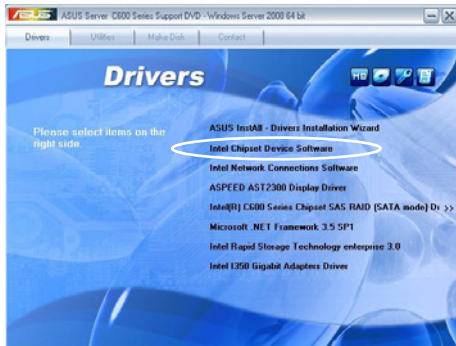 ASUS Server C600 Series Support DVD - Windows Server 2008 64 bit
Drivers
Utilities
Make Disk
Contact
Drivers
Please select items on the
right side.
ASUS InstAll - Drivers Installation Wizard
Intel Chipset Device Software
Intel Network Connections Software
ASPEED AST2300 Display Driver
Intel(R) C600 Series Chipset SAS RAID (SATA mode) Dr >>
Microsoft .NET Framework 3.5 SP1
Intel Rapid Storage Technology enterprise 3.0
Intel I350 Gigabit Adapters Driver